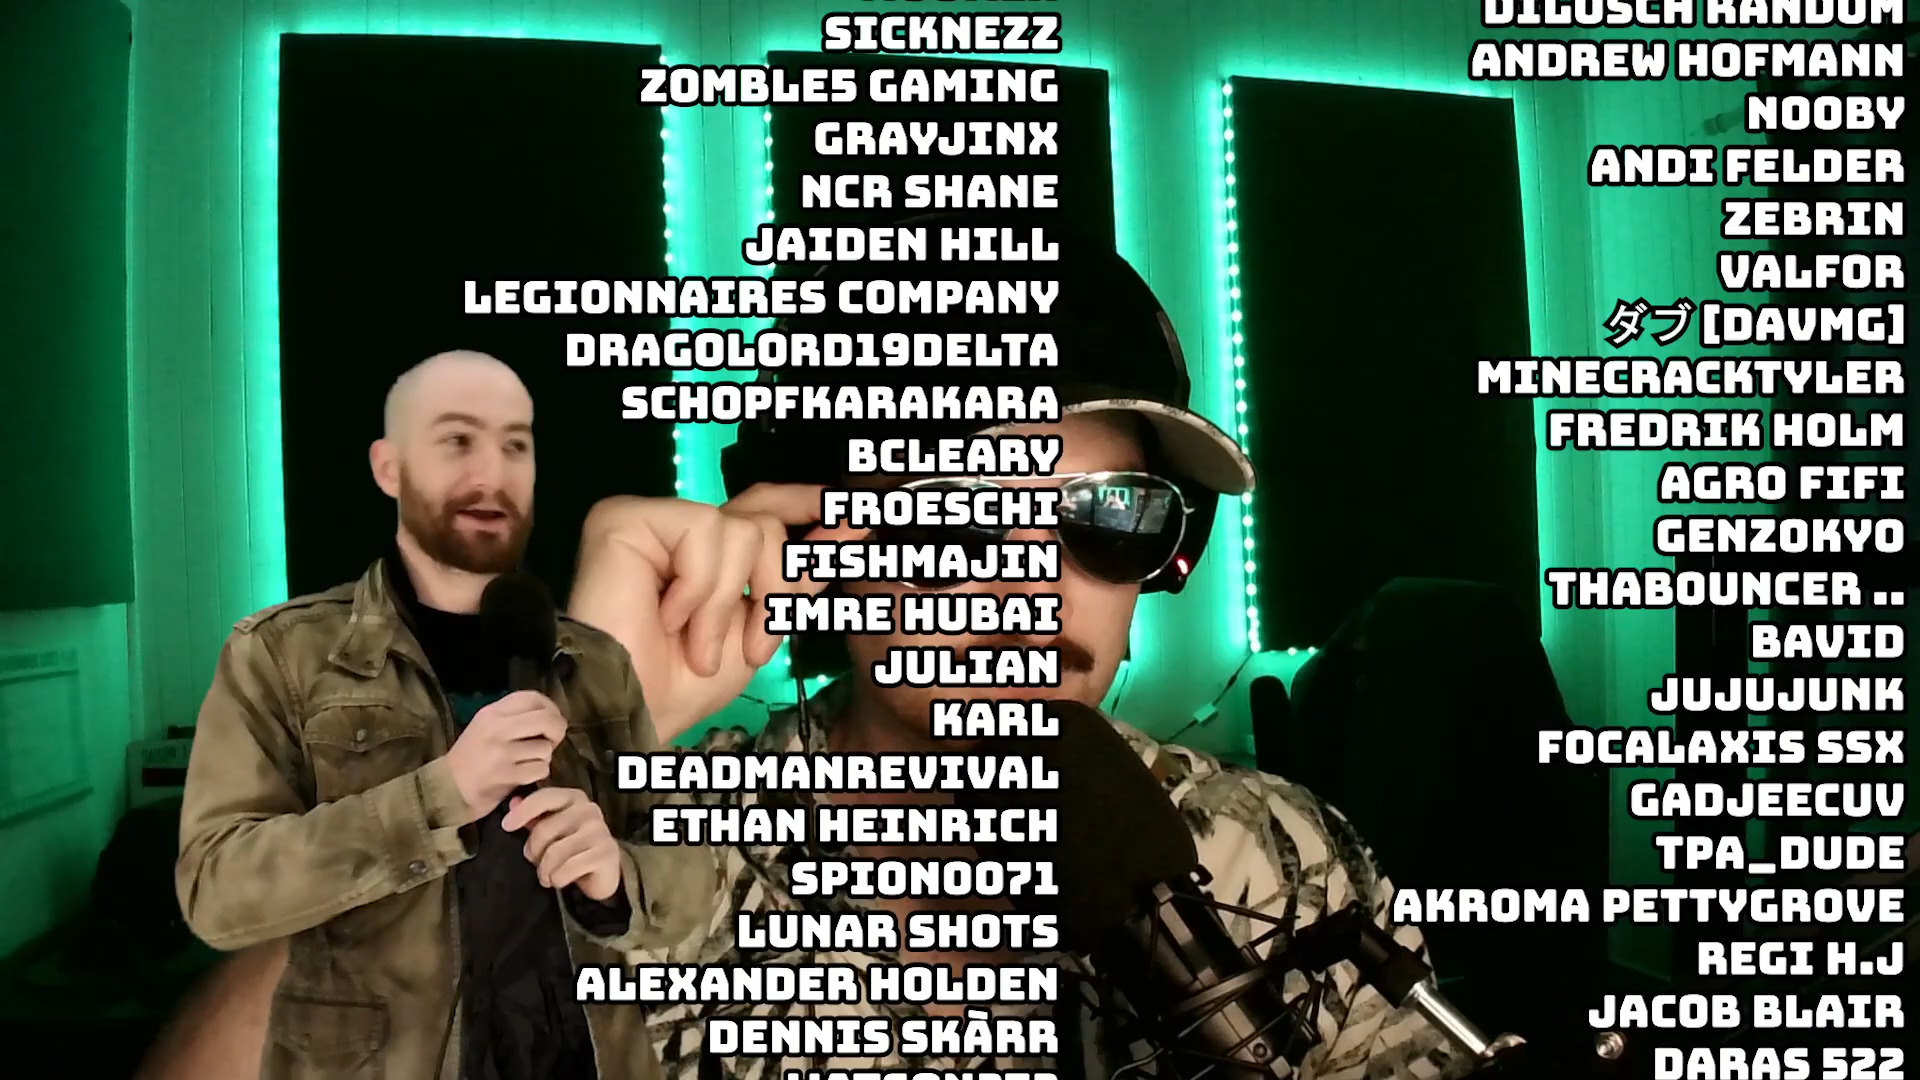 SICKNEZZ
ZOMBLE5 GAMING
GRAYJINX
NCR SHANE
JAIDEN HILL
LEGIONNAIRES COMPANY
DRAGOLORD19DELTA
SCHOPFKARAKARA
BCLEARY
FROESCHI
FISHMAJIN
IMRE HUBAI
JULIAN
KARL
DEADMANREVIVAL
ETHAN HEINRICH
SPION0071
LUNAR SHOTS
ALEXANDER HOLDEN
DENNIS SKÀRR
DILUSCH RANDOM
ANDREW HOFMANN
NOOBY
ANDI FELDER
ZEBRIN
VALFOR
ダブ [DAVMG]
MINECRACKTYLER
FREDRIK HOLM
AGRO FIFI
GENZOKYO
THABOUNCER ..
BAVID
JUJUJUNK
FOCALAXIS SSX
GADJEECUV
TPA_DUDE
AKROMA PETTYGROVE
REGI H.J
JACOB BLAIR
DARAS 522